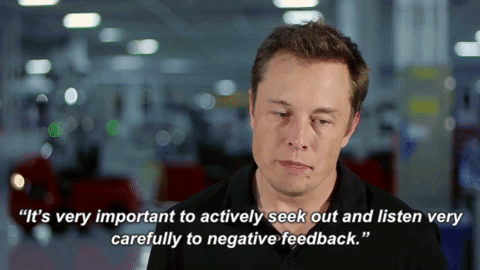 “It's very important to actively seek out and listen very
carefully to negative feedback.”